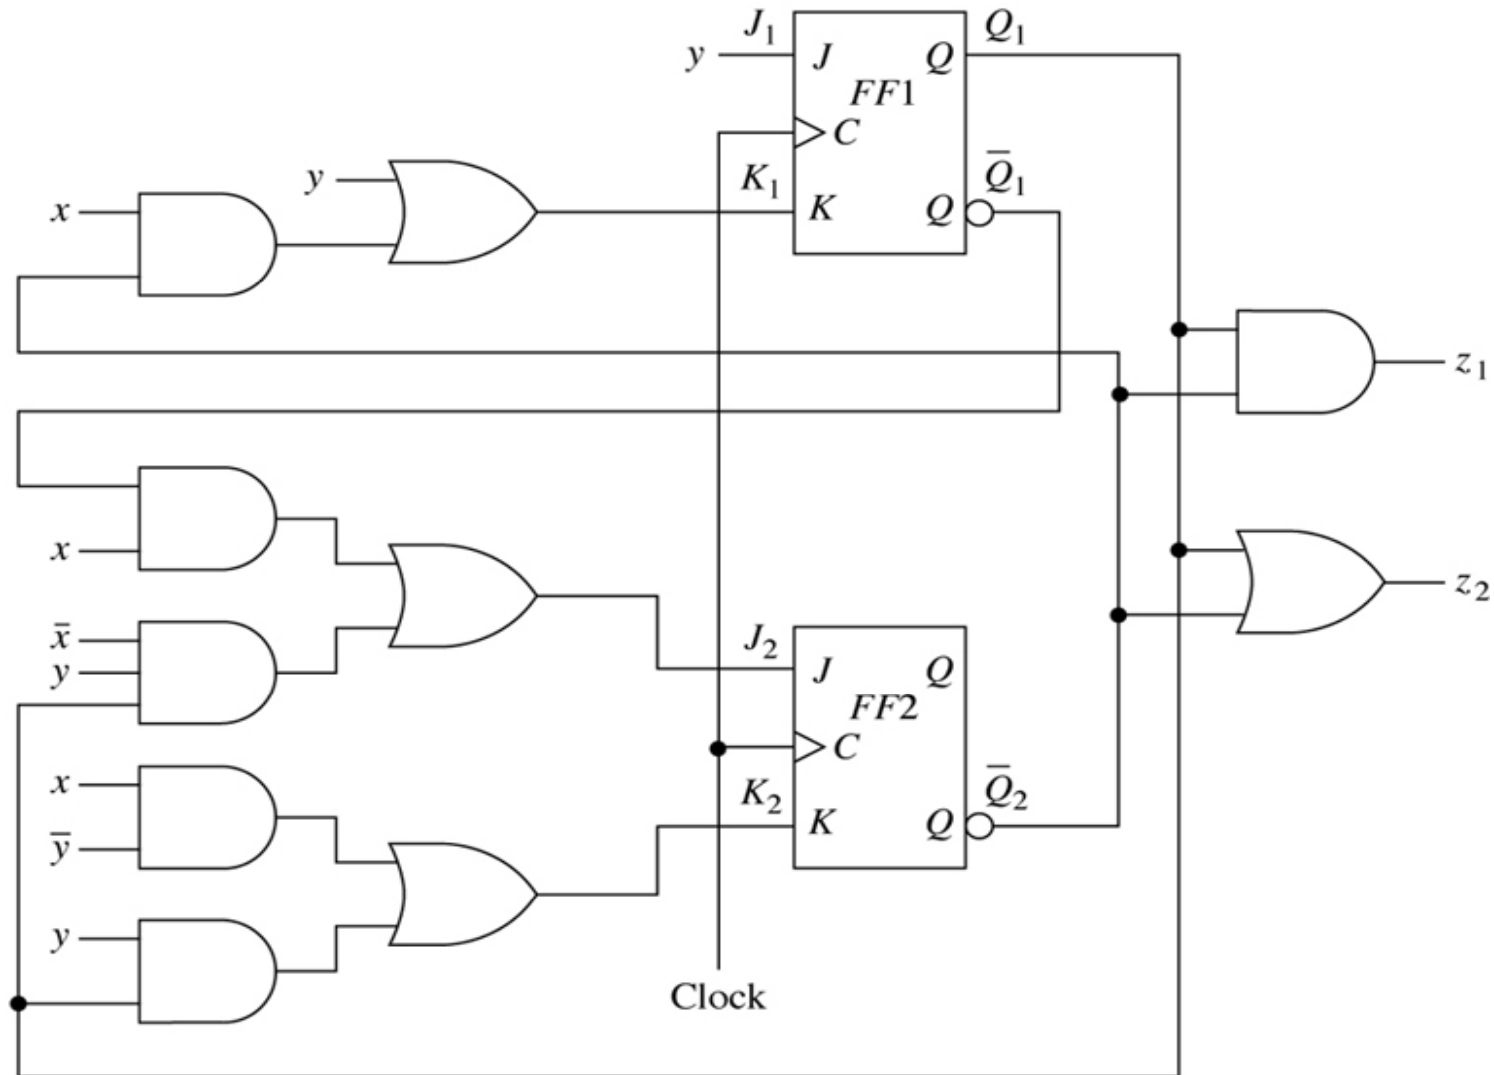 J₁ Q₁
y J Q
FF1
C
K₁ Q̅₁
y
x K Q
z₁
x
z₂
x̅
y J₂
J Q
FF2
C
x K₂ Q̅₂
y̅ K Q
y
Clock